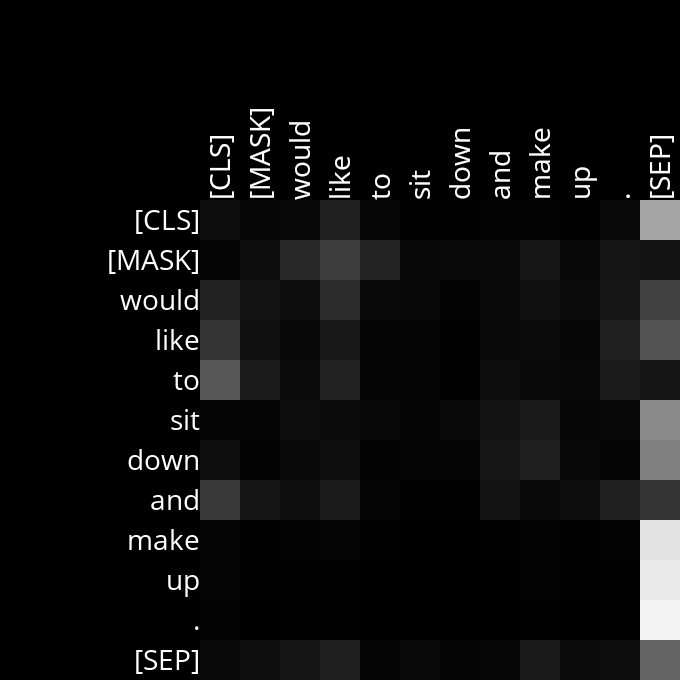 [CLS]
[MASK]
would
like
to
sit
down
and
make
up
.
[SEP]
[CLS]
[MASK]
would
like
to
sit
down
and
make
up
.
[SEP]